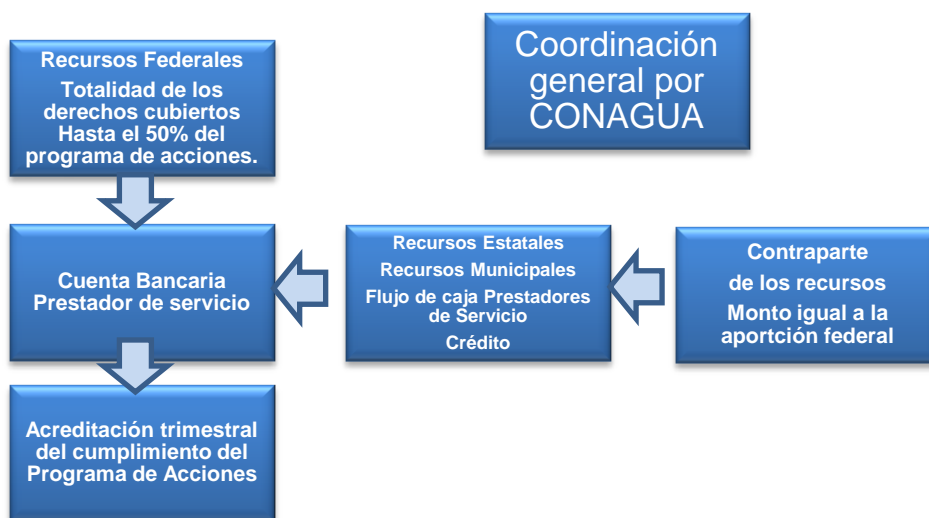 Recursos Federales
Totalidad de los
derechos cubiertos
Hasta el 50% del
programa de acciones.
Coordinación
general por
CONAGUA
Cuenta Bancaria
Prestador de servicio
Recursos Estatales
Recursos Municipales
Flujo de caja Prestadores
de Servicio
Crédito
Contraparte
de los recursos
Monto igual a la
aportción federal
Acreditación trimestral
del cumplimiento del
Programa de Acciones